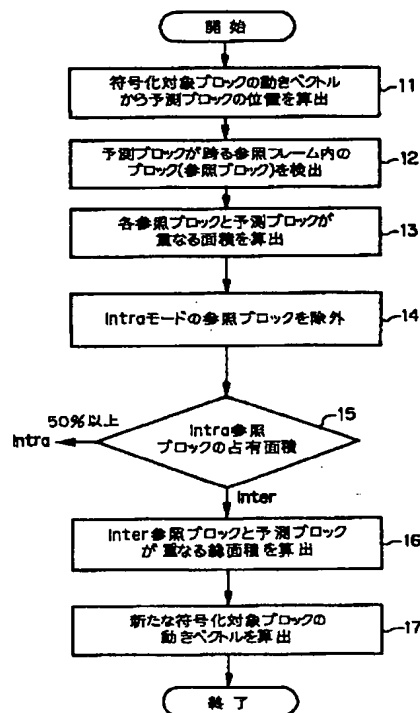 開始
符号化対象ブロックの動きベクトル
から予測ブロックの位置を算出
11
予測ブロックが跨る参照フレーム内の
ブロック(参照ブロック)を検出
12
各参照ブロックと予測ブロックが
重なる面積を算出
13
Intraモードの参照ブロックを除外
14
15
50%以上
Intra
Intra参照
ブロックの占有面積
Inter
Inter参照ブロックと予測ブロック
が重なる総面積を算出
16
新たな符号化対象ブロックの
動きベクトルを算出
17
終了